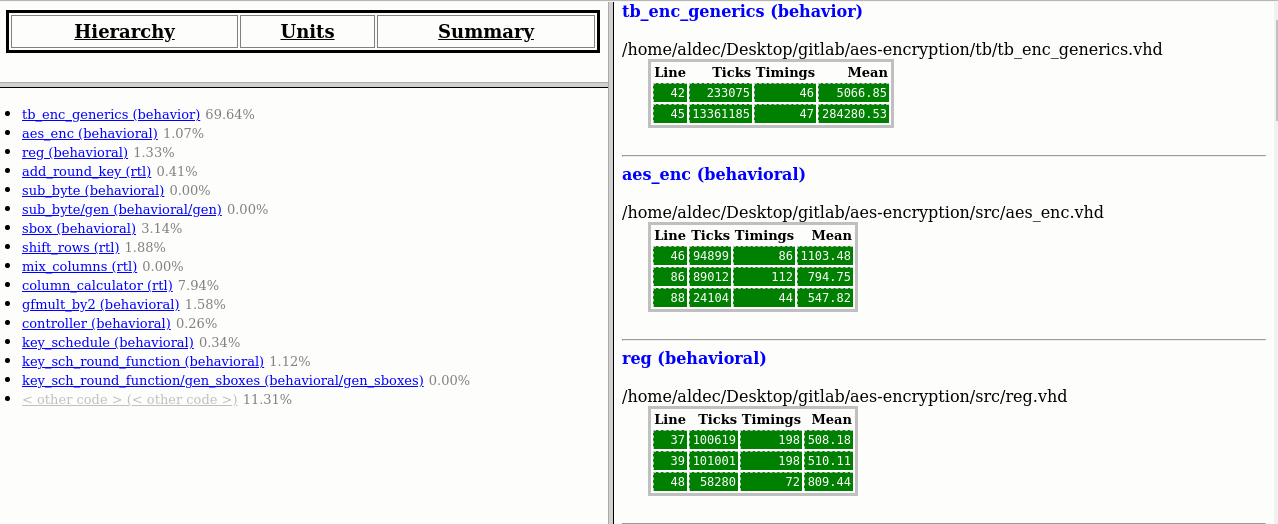 Hierarchy Units Summary
tb_enc_generics (behavior) 69.64%
aes_enc (behavioral) 1.07%
reg (behavioral) 1.33%
add_round_key (rtl) 0.41%
sub_byte (behavioral) 0.00%
sub_byte/gen (behavioral/gen) 0.00%
sbox (behavioral) 3.14%
shift_rows (rtl) 1.88%
mix_columns (rtl) 0.00%
column_calculator (rtl) 7.94%
gfmult_by2 (behavioral) 1.58%
controller (behavioral) 0.26%
key_schedule (behavioral) 0.34%
key_sch_round_function (behavioral) 1.12%
key_sch_round_function/gen_sboxes (behavioral/gen_sboxes) 0.00%
< other code > (< other code >) 11.31%
tb_enc_generics (behavior)
/home/aldec/Desktop/gitlab/aes-encryption/tb/tb_enc_generics.vhd
Line Ticks Timings Mean
42 233075 46 5066.85
45 13361185 47 284280.53
aes_enc (behavioral)
/home/aldec/Desktop/gitlab/aes-encryption/src/aes_enc.vhd
Line Ticks Timings Mean
46 94899 86 1103.48
86 89012 112 794.75
88 24104 44 547.82
reg (behavioral)
/home/aldec/Desktop/gitlab/aes-encryption/src/reg.vhd
Line Ticks Timings Mean
37 100619 198 508.18
39 101001 198 510.11
48 58280 72 809.44